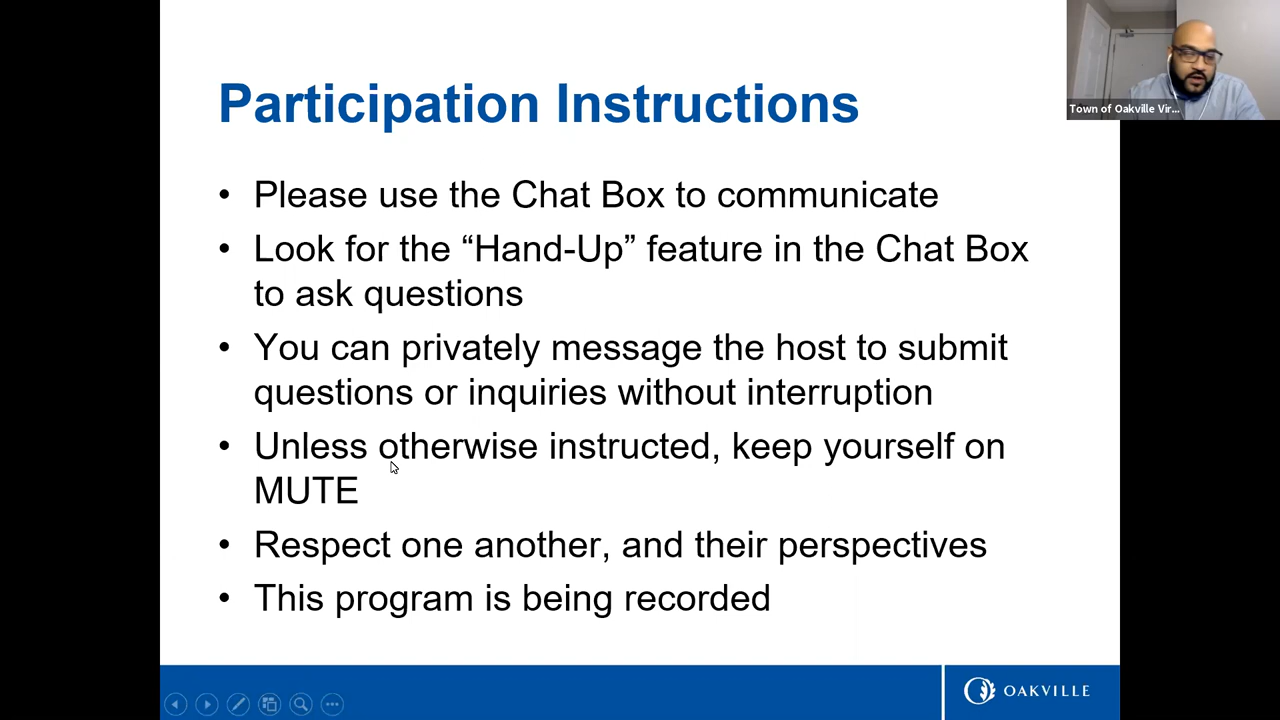 Participation Instructions
• Please use the Chat Box to communicate
• Look for the “Hand-Up” feature in the Chat Box
to ask questions
• You can privately message the host to submit
questions or inquiries without interruption
• Unless otherwise instructed, keep yourself on
MUTE
• Respect one another, and their perspectives
• This program is being recorded
Town of Oakville Vir...
OAKVILLE